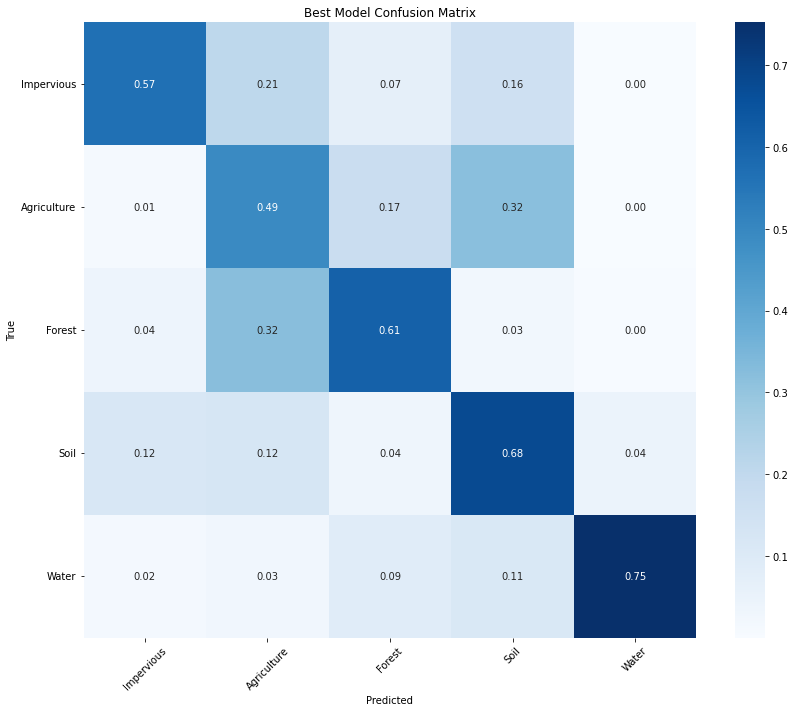 Best Model Confusion Matrix
Impervious 0.57 0.21 0.07 0.16 0.00
Agriculture 0.01 0.49 0.17 0.32 0.00
Forest 0.04 0.32 0.61 0.03 0.00
Soil 0.12 0.12 0.04 0.68 0.04
Water 0.02 0.03 0.09 0.11 0.75
True
Impervious Agriculture Forest Soil Water
Predicted
0.7
0.6
0.5
0.4
0.3
0.2
0.1